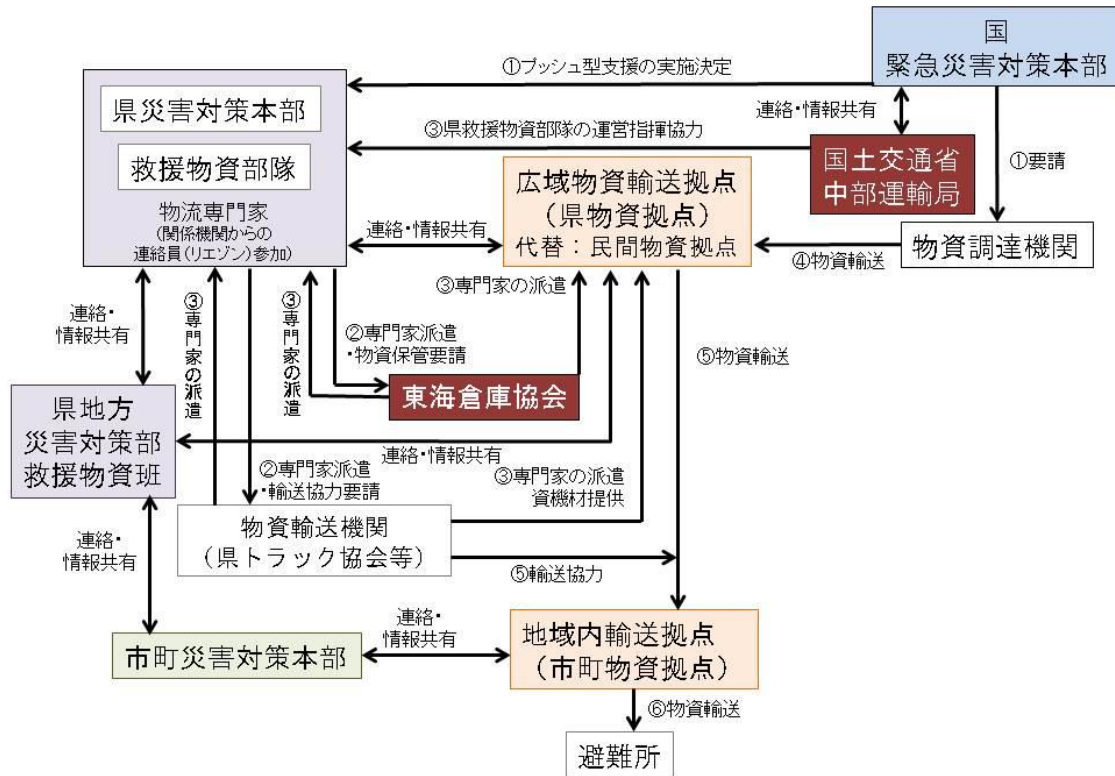 国
緊急災害対策本部
①プッシュ型支援の実施決定
県災害対策本部
救援物資部隊
物流専門家
(関係機関からの
連絡員(リエゾン)参加)
連絡・情報共有
③県救援物資部隊の運営指揮協力
国土交通省
中部運輸局
①要請
広域物資輸送拠点
(県物資拠点)
代替：民間物資拠点
連絡・情報共有
物資調達機関
④物資輸送
③専門家の派遣
連絡・
情報共有
③専門家の派遣
③専門家の派遣
②専門家派遣
・物資保管要請
⑤物資輸送
東海倉庫協会
県地方
災害対策部
救援物資班
連絡・情報共有
②専門家派遣
・輸送協力要請
③専門家の派遣
資機材提供
物資輸送機関
(県トラック協会等)
連絡・
情報共有
⑤輸送協力
連絡・
情報共有
市町災害対策本部
地域内輸送拠点
(市町物資拠点)
⑥物資輸送
避難所